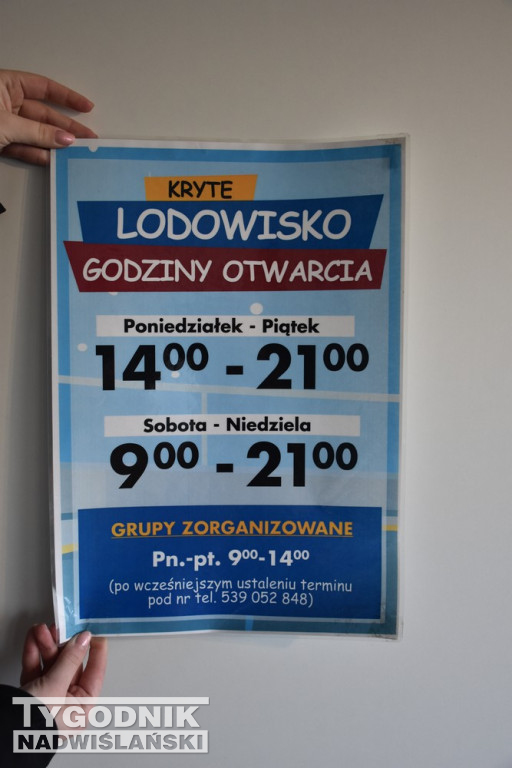 KRYTE
LODOWISKO
GODZINY OTWARCIA
Poniedziałek - Piątek
14⁰⁰ - 21⁰⁰
Sobota - Niedziela
9⁰⁰ - 21⁰⁰
GRUPY ZORGANIZOWANE
Pn.-pt. 9⁰⁰-14⁰⁰
(po wcześniejszym ustaleniu terminu
pod nr tel. 539 052 848)
TYGODNIK
NADWIŚLAŃSKI